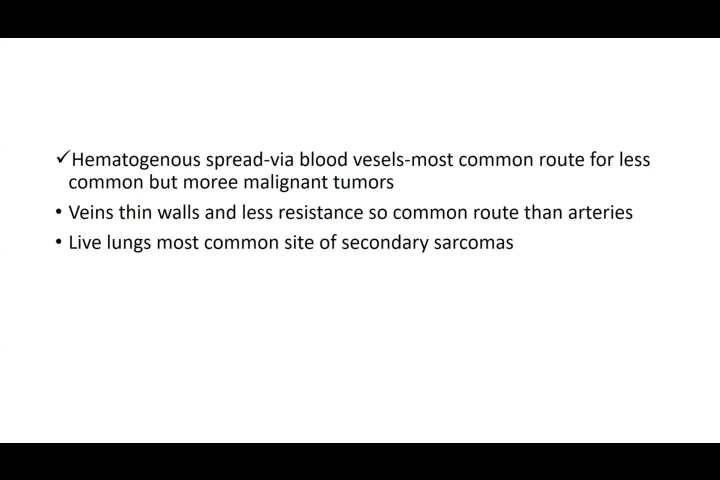 ✓Hematogenous spread-via blood vesels-most common route for less
common but moree malignant tumors
• Veins thin walls and less resistance so common route than arteries
• Live lungs most common site of secondary sarcomas